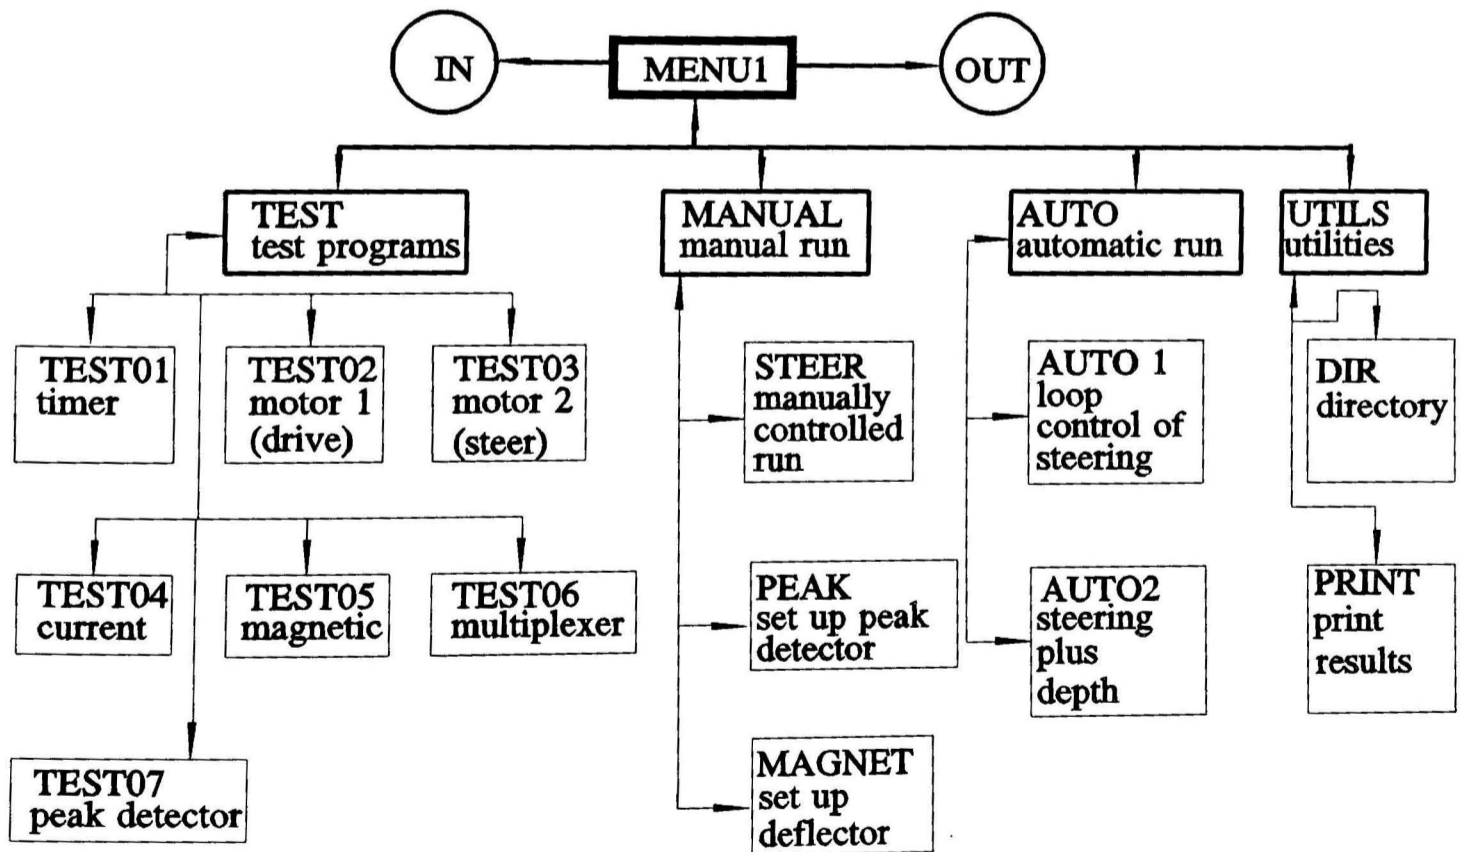 IN
MENU1
OUT
TEST
test programs
MANUAL
manual run
AUTO
automatic run
UTILS
utilities
TEST01
timer
TEST02
motor 1
(drive)
TEST03
motor 2
(steer)
STEER
manually
controlled
run
AUTO 1
loop
control of
steering
DIR
directory
TEST04
current
TEST05
magnetic
TEST06
multiplexer
PEAK
set up peak
detector
AUTO2
steering
plus
depth
PRINT
print
results
TEST07
peak detector
MAGNET
set up
deflector